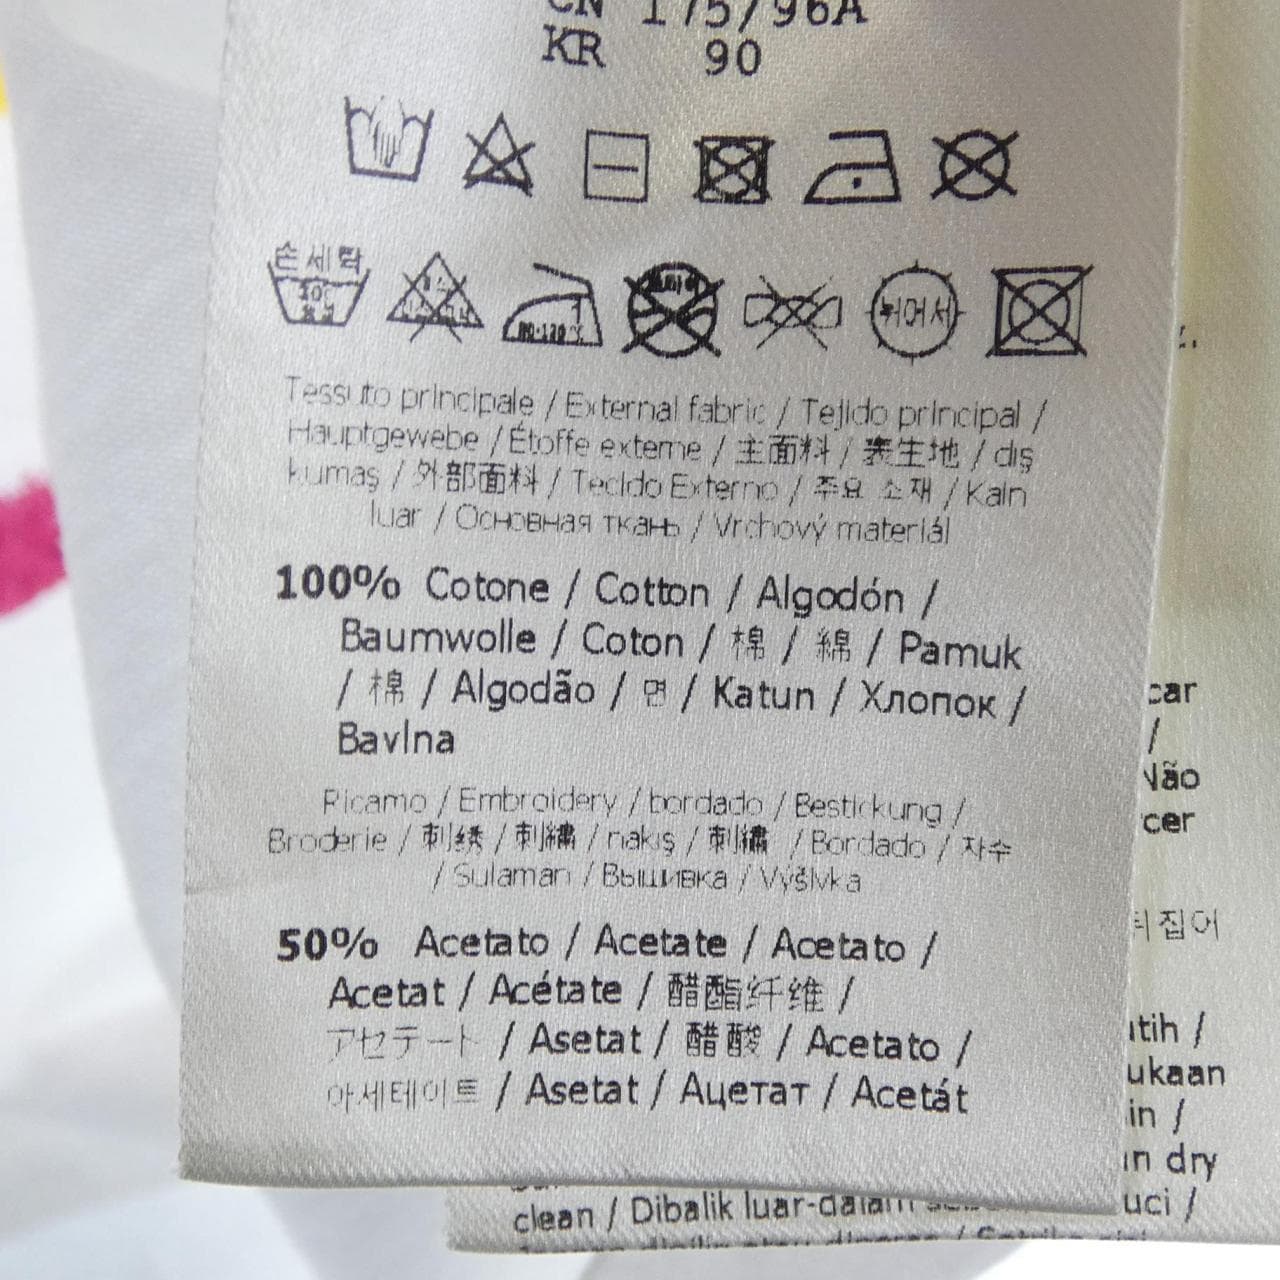 CN 175/96A
KR 90
손세탁
30℃
중성
80-120℃
뉘어서
Tessuto principale / External fabric / Tejido principal /
Hauptgewebe / Étoffe externe / 主面料 / 表生地 / dış
kumaş / 外部面料 / Tecido Externo / 주요 소재 / Kain
luar / Основная ткань / Vrchový materiál
100% Cotone / Cotton / Algodón /
Baumwolle / Coton / 棉 / 綿 / Pamuk
/ 棉 / Algodão / 면 / Katun / Хлопок /
Bavlna
Ricamo / Embroidery / bordado / Bestickung /
Broderie / 刺绣 / 刺繍 / nakış / 刺繡 / Bordado / 자수
/ Sulaman / Вышивка / Výšivka
50% Acetato / Acetate / Acetato /
Acetat / Acétate / 醋酯纤维 /
アセテート / Asetat / 醋酸 / Acetato /
아세테이트 / Asetat / Ацетат / Acetát
z.
car
/
Não
cer
뒤집어
utih /
ukaan
in /
n dry
clean / Dibalik luar-dalam uci /